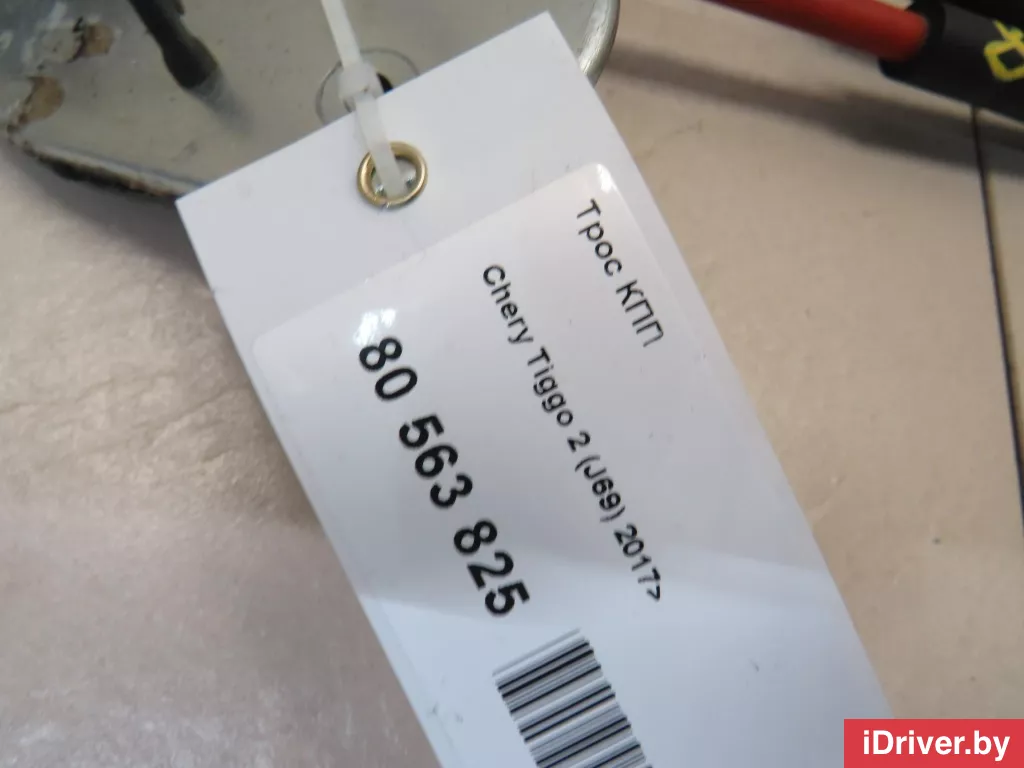 Трос КПП
Chery Tiggo 2 (J69) 2017>
80 563 825
iDriver.by